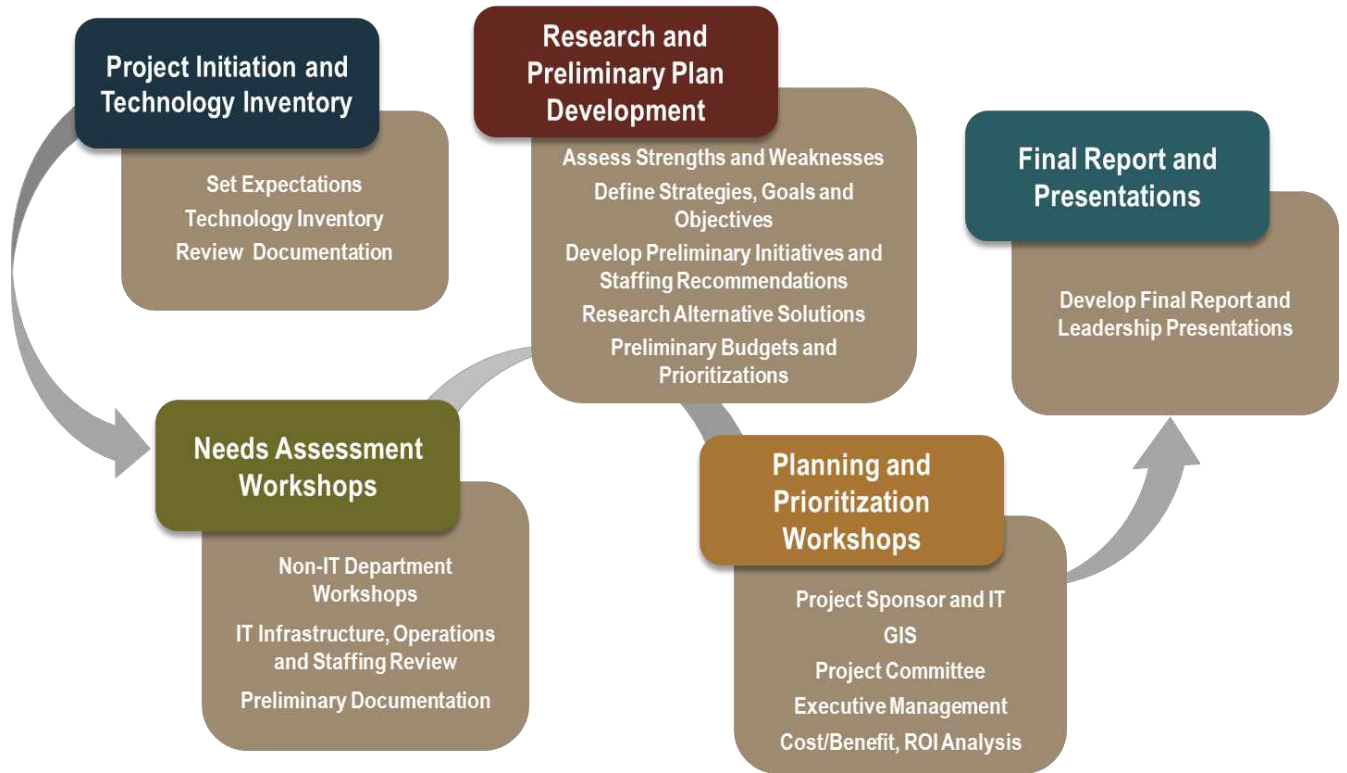 Project Initiation and
Technology Inventory
Set Expectations
Technology Inventory
Review Documentation
Needs Assessment
Workshops
Non-IT Department
Workshops
IT Infrastructure, Operations
and Staffing Review
Preliminary Documentation
Research and
Preliminary Plan
Development
Assess Strengths and Weaknesses
Define Strategies, Goals and
Objectives
Develop Preliminary Initiatives and
Staffing Recommendations
Research Alternative Solutions
Preliminary Budgets and
Prioritizations
Planning and
Prioritization
Workshops
Project Sponsor and IT
GIS
Project Committee
Executive Management
Cost/Benefit, ROI Analysis
Final Report and
Presentations
Develop Final Report and
Leadership Presentations